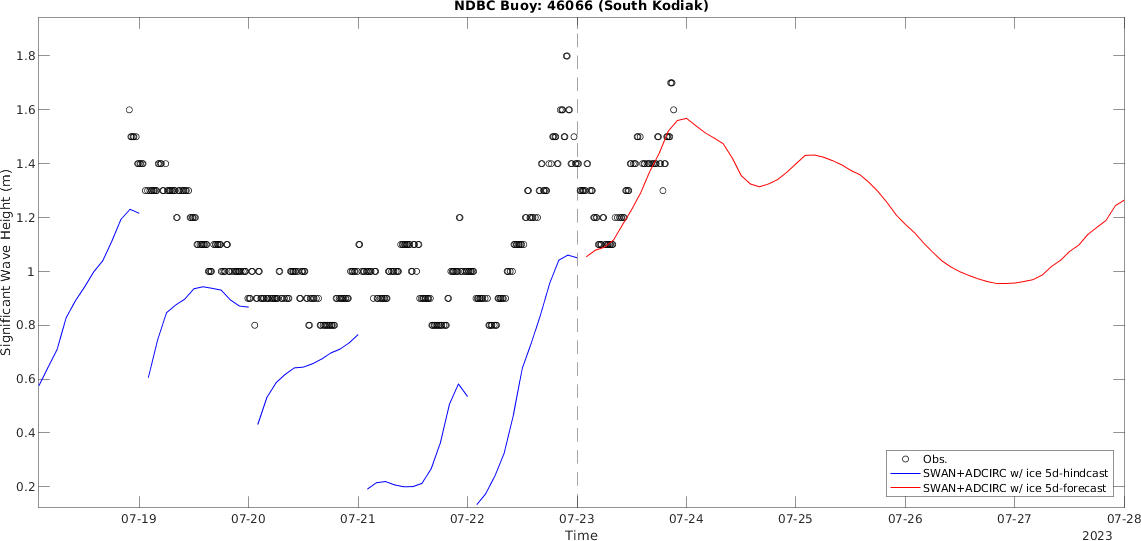 NDBC Buoy: 46066 (South Kodiak)
Significant Wave Height (m)
1.8
1.6
1.4
1.2
1
0.8
0.6
0.4
0.2
Obs.
SWAN+ADCIRC w/ ice 5d-hindcast
SWAN+ADCIRC w/ ice 5d-forecast
07-19 07-20 07-21 07-22 07-23 07-24 07-25 07-26 07-27 07-28
Time
2023